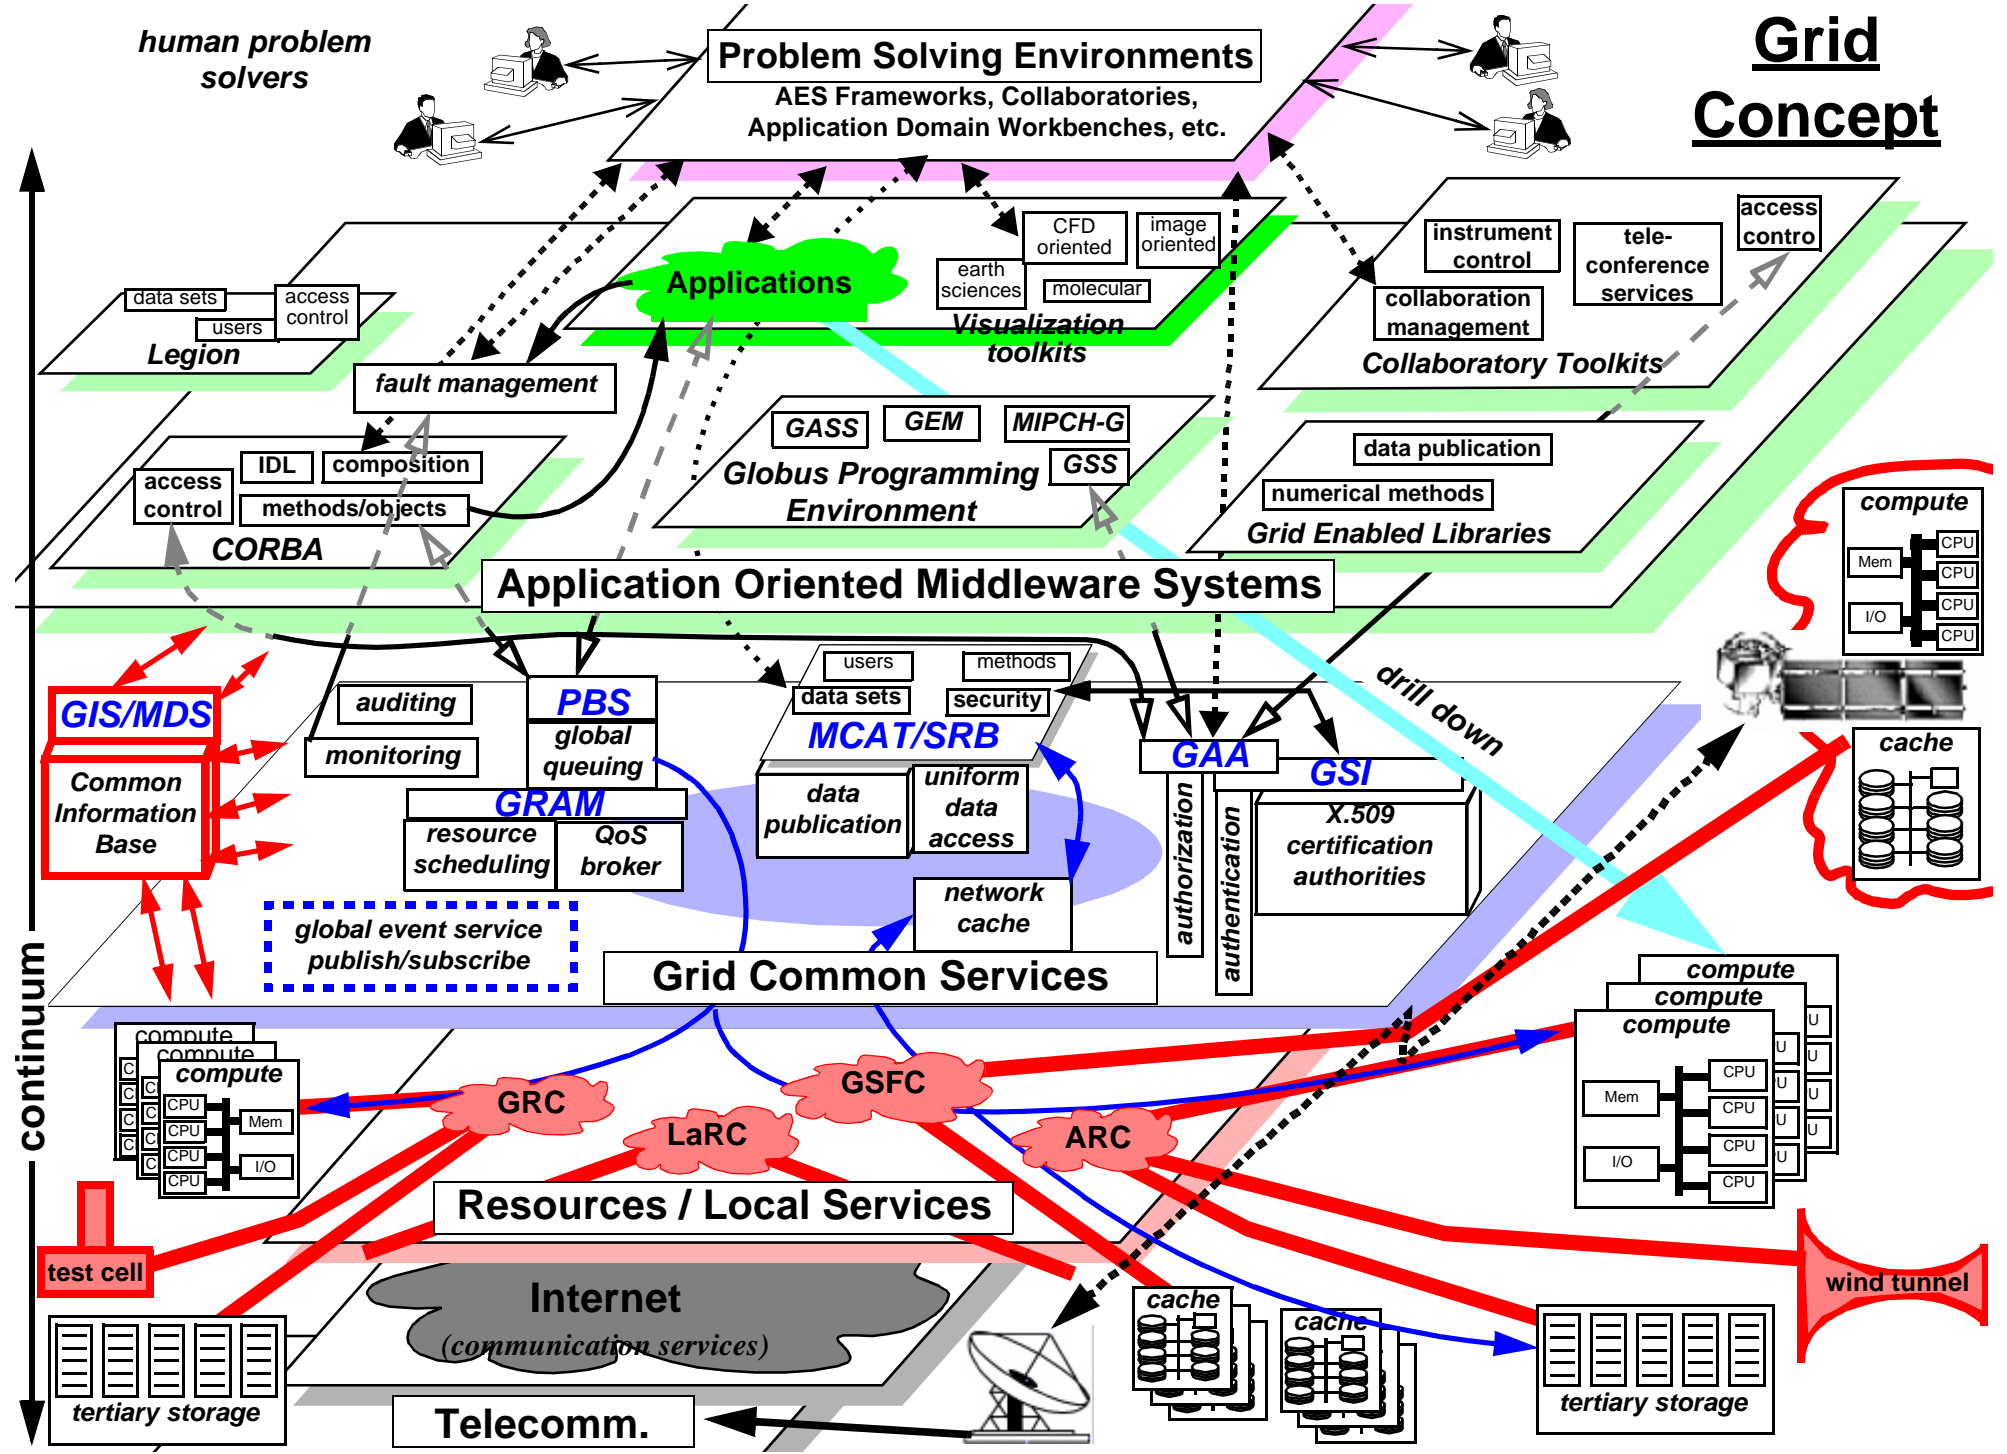 Grid
Concept
human problem
solvers
Problem Solving Environments
AES Frameworks, Collaboratories,
Application Domain Workbenches, etc.
continuum
data sets
users
access
control
Legion
fault management
Applications
CFD
oriented
image
oriented
earth
sciences
molecular
Visualization
toolkits
instrument
control
tele-
conference
services
access
contro
collaboration
management
Collaboratory Toolkits
access
control
IDL
composition
methods/objects
CORBA
GASS
GEM
MIPCH-G
GSS
Globus Programming
Environment
data publication
numerical methods
Grid Enabled Libraries
Application Oriented Middleware Systems
compute
Mem
I/O
CPU
CPU
CPU
CPU
cache
drill down
GIS/MDS
Common
Information
Base
auditing
monitoring
PBS
global
queuing
GRAM
resource
scheduling
QoS
broker
users
methods
data sets
security
MCAT/SRB
data
publication
uniform
data
access
network
cache
GAA
authorization
authentication
GSI
X.509
certification
authorities
global event service
publish/subscribe
Grid Common Services
compute
compute
compute
C
C
C
C
C
C
C
C
CPU
CPU
CPU
CPU
Mem
I/O
GRC
LaRC
GSFC
ARC
compute
compute
compute
U
U
U
PU
PU
PU
CPU
CPU
CPU
CPU
Mem
I/O
Resources / Local Services
test cell
wind tunnel
Internet
(communication services)
tertiary storage
Telecomm.
cache
cache
tertiary storage